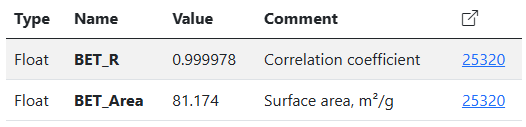 Type Name Value Comment
Float BET_R 0.999978 Correlation coefficient 25320
Float BET_Area 81.174 Surface area, m²/g 25320